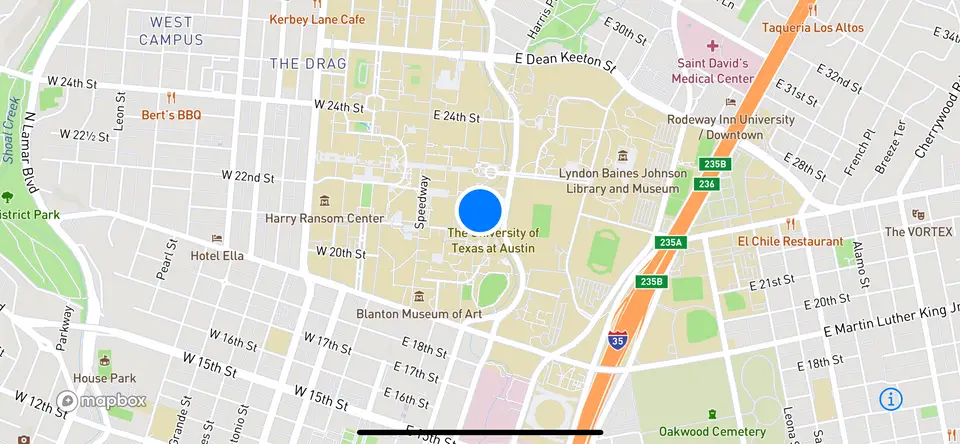 Kerbey Lane Cafe
WEST
CAMPUS
Harris Par
E 30th St
Ln
Taqueria Los Altos
E 34th
THE DRAG
E Dean Keeton St
Saint David's
Medical Center
E 32nd St
E 31st St
W 24th St
Leon St
Bert's BBQ
W 24th St
E 24th St
Rodeway Inn University
/ Downtown
Cherrywood R
Shoal Creek
N Lamar Blvd
W 22½ St
French Pl
Breeze Ter
E 28th St
W 22nd St
Speedway
Lyndon Baines Johnson
Library and Museum
235B
236
istrict Park
Harry Ransom Center
The University of
Texas at Austin
The VORTEX
Pearl St
Hotel Ella
W 20th St
235A
El Chile Restaurant
Alamo St
235B
E 21st St
E 20th St
Blanton Museum of Art
Parkway
W 16th St
W 17th St
E 18th St
35
E Martin Luther King Jr
E 18th St
House Park
W 15th St
E 17th St
W 12th St
mapbox
E 16th St
Grande St
tonio St
E 15th St
Oakwood Cemetery
Leona
i